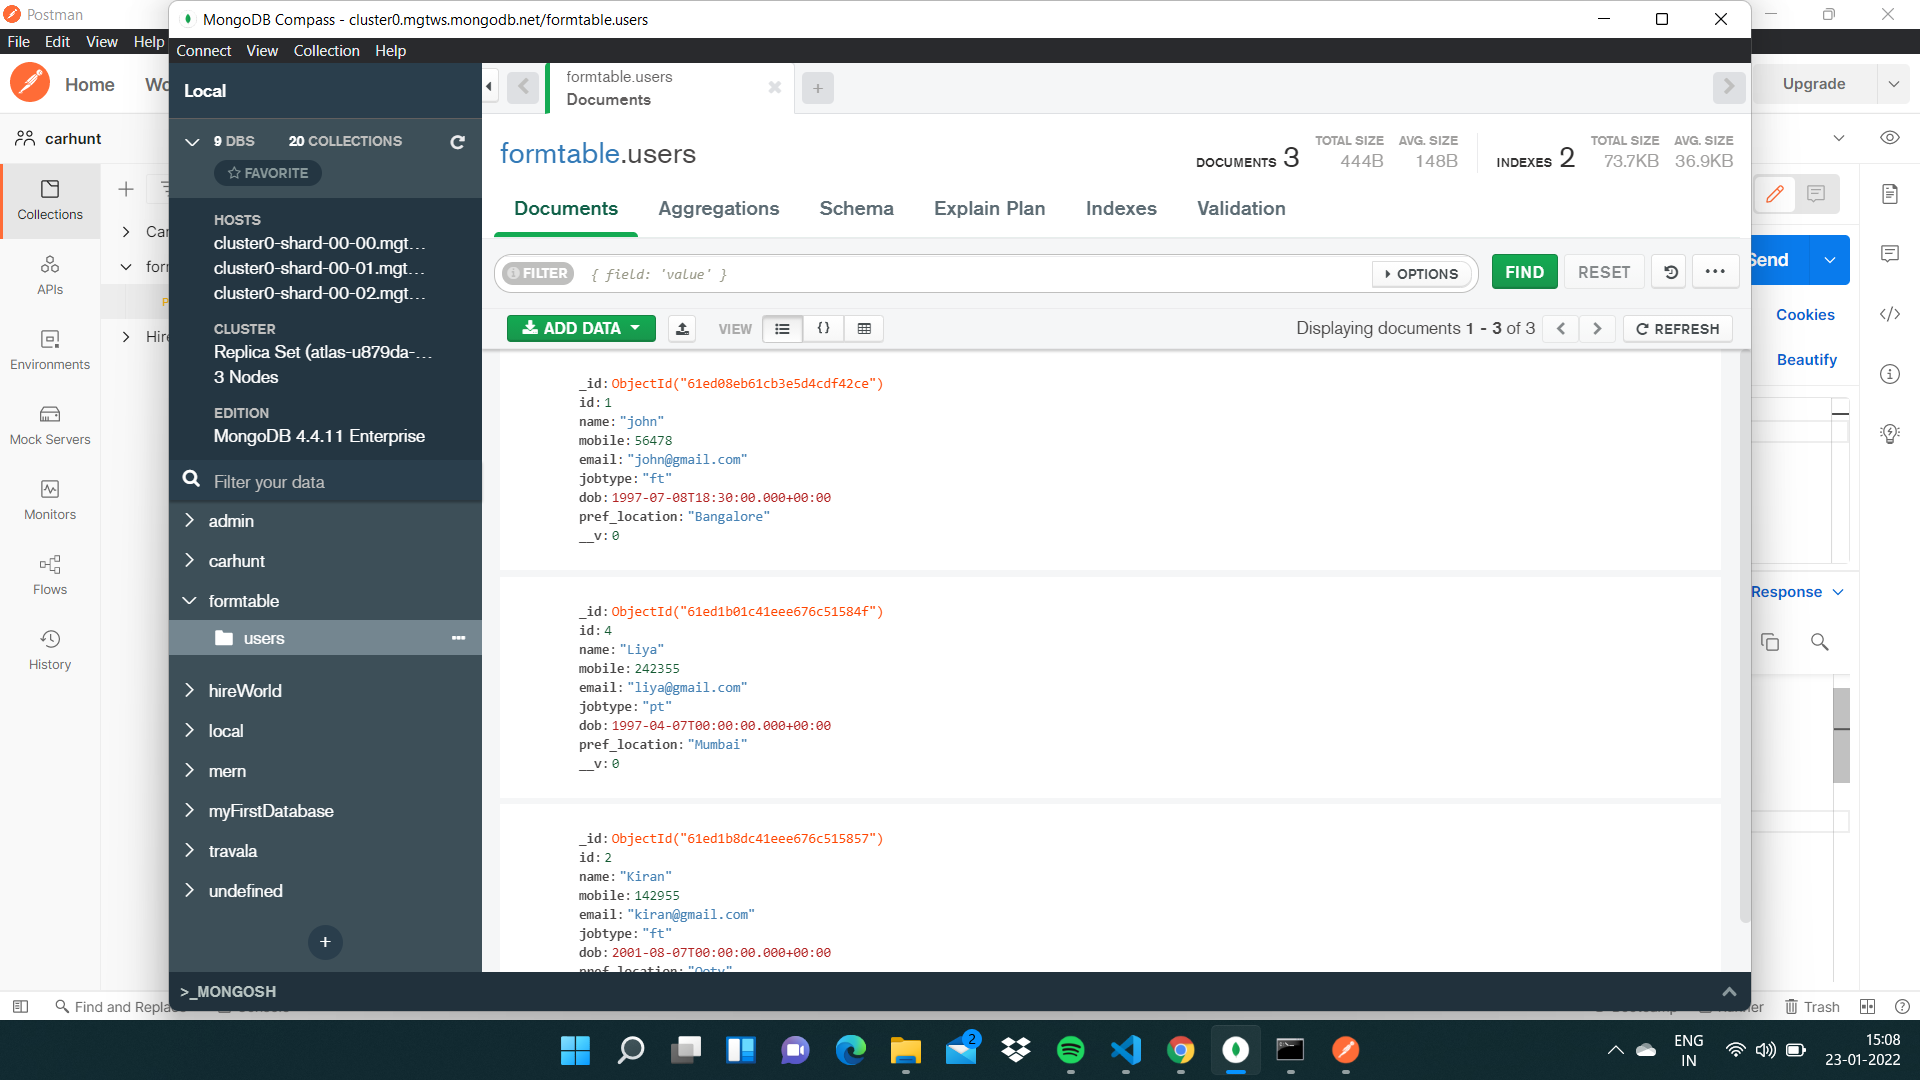 Postman
MongoDB Compass - cluster0.mgtws.mongodb.net/formtable.users
File Edit View Help
Connect View Collection Help
Home
Upgrade
carhunt
Collections
APIs
Environments
Mock Servers
Monitors
Flows
History
Local
9 DBS 20 COLLECTIONS
FAVORITE
HOSTS
cluster0-shard-00-00.mgt...
cluster0-shard-00-01.mgt...
cluster0-shard-00-02.mgt...
CLUSTER
Replica Set (atlas-u879da-...
3 Nodes
EDITION
MongoDB 4.4.11 Enterprise
Filter your data
admin
carhunt
formtable
users
hireWorld
local
mern
myFirstDatabase
travala
undefined
formtable.users
Documents
formtable.users
DOCUMENTS 3 TOTAL SIZE 444B AVG. SIZE 148B INDEXES 2 TOTAL SIZE 73.7KB AVG. SIZE 36.9KB
Documents Aggregations Schema Explain Plan Indexes Validation
FILTER { field: 'value' } OPTIONS FIND RESET
ADD DATA VIEW Displaying documents 1 - 3 of 3 REFRESH
_id: ObjectId("61ed08eb61cb3e5d4cdf42ce")
id: 1
name: "john"
mobile: 56478
email: "john@gmail.com"
jobtype: "ft"
dob: 1997-07-08T18:30:00.000+00:00
pref_location: "Bangalore"
__v: 0
_id: ObjectId("61ed1b01c41eee676c51584f")
id: 4
name: "Liya"
mobile: 242355
email: "liya@gmail.com"
jobtype: "pt"
dob: 1997-04-07T00:00:00.000+00:00
pref_location: "Mumbai"
__v: 0
_id: ObjectId("61ed1b8dc41eee676c515857")
id: 2
name: "Kiran"
mobile: 142955
email: "kiran@gmail.com"
jobtype: "ft"
dob: 2001-08-07T00:00:00.000+00:00
pref_location: "Ooty"
>_MONGOSH
Send
Cookies
Beautify
Response
Find and Repla
Trash
2
ENG
IN
15:08
23-01-2022